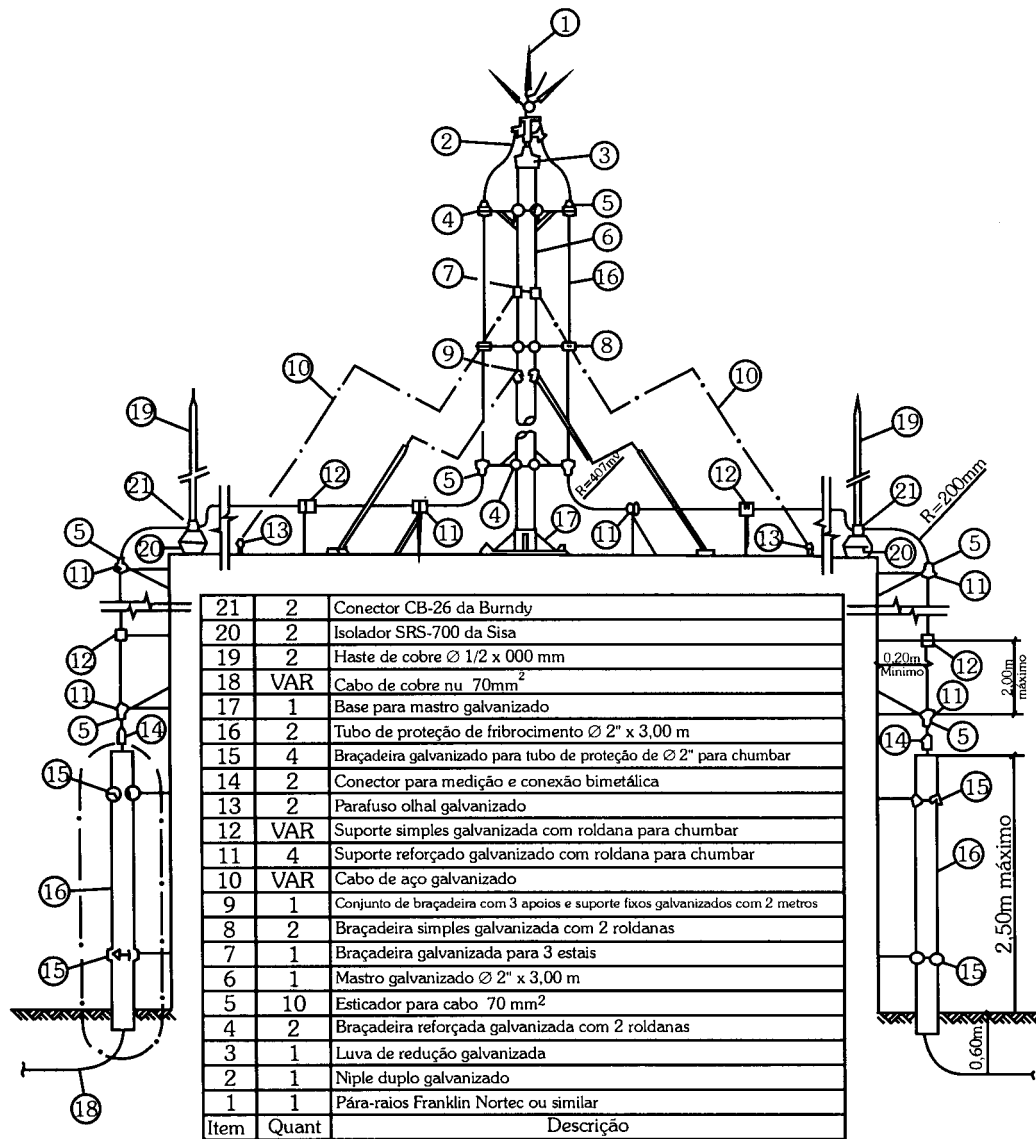 1
2
3
4
5
6
7
16
8
9
10
10
19
19
12
12
21
21
R=407mv
R=200mm
5
5
5
13
11
4
17
11
13
20
20
11
11
12
12
0,20m
Minimo
2,00m
máximo
11
11
5
5
14
14
15
15
16
16
2,50m máximo
15
15
0,60m
18
21 2 Conector CB-26 da Burndy
20 2 Isolador SRS-700 da Sisa
19 2 Haste de cobre Ø 1/2 x 000 mm
18 VAR Cabo de cobre nu 70mm²
17 1 Base para mastro galvanizado
16 2 Tubo de proteção de fribrocimento Ø 2" x 3,00 m
15 4 Braçadeira galvanizado para tubo de proteção de Ø 2" para chumbar
14 2 Conector para medição e conexão bimetálica
13 2 Parafuso olhal galvanizado
12 VAR Suporte simples galvanizada com roldana para chumbar
11 4 Suporte reforçado galvanizado com roldana para chumbar
10 VAR Cabo de aço galvanizado
9 1 Conjunto de braçadeira com 3 apoios e suporte fixos galvanizados com 2 metros
8 2 Braçadeira simples galvanizada com 2 roldanas
7 1 Braçadeira galvanizada para 3 estais
6 1 Mastro galvanizado Ø 2" x 3,00 m
5 10 Esticador para cabo 70 mm²
4 2 Braçadeira reforçada galvanizada com 2 roldanas
3 1 Luva de redução galvanizada
2 1 Niple duplo galvanizado
1 1 Pára-raios Franklin Nortec ou similar
Item Quant Descrição